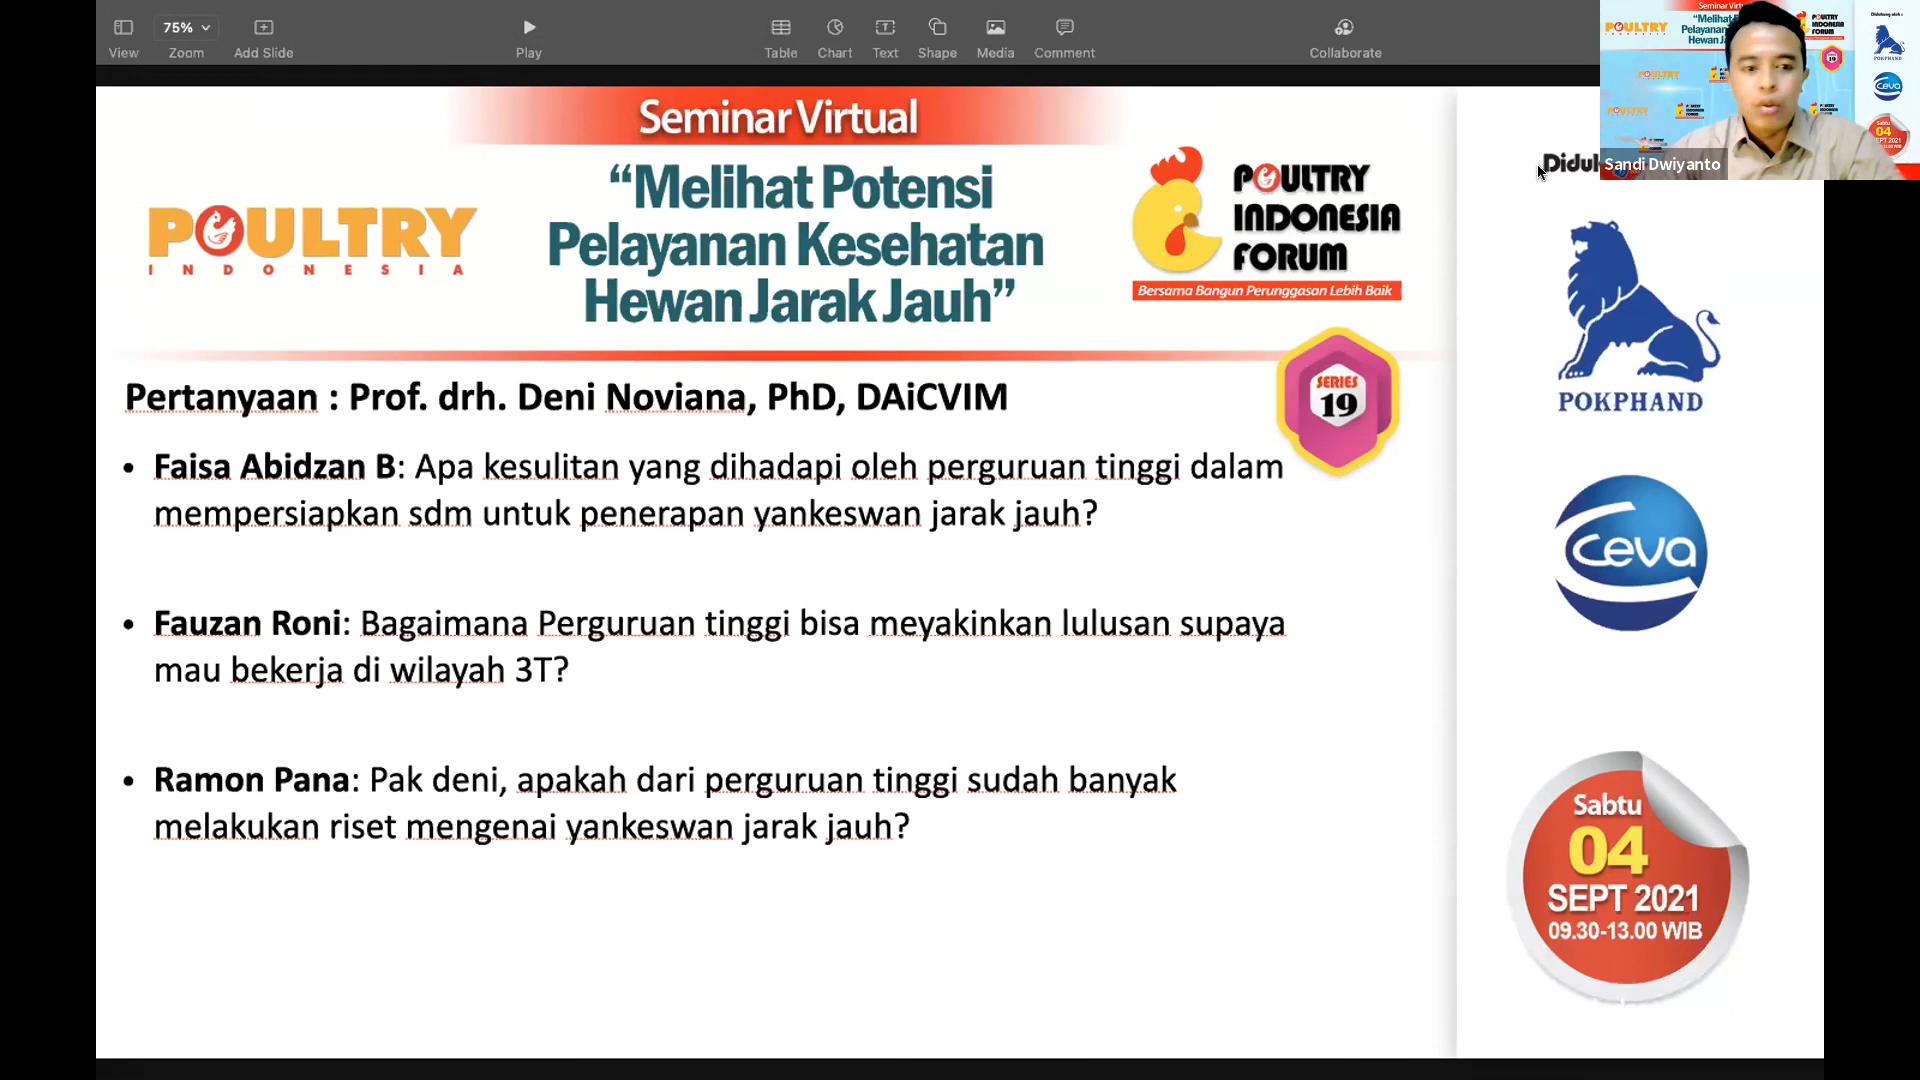 View
75%
Zoom
Add Slide
Play
Table
Chart
Text
Shape
Media
Comment
Collaborate
Seminar Virtual
“Melihat Potensi
Pelayanan Kesehatan
Hewan Jarak Jauh”
POULTRY
INDONESIA
POULTRY
INDONESIA
FORUM
Bersama Bangun Perunggasan Lebih Baik
SERIES
19
Pertanyaan : Prof. drh. Deni Noviana, PhD, DAiCVIM
• Faisa Abidzan B: Apa kesulitan yang dihadapi oleh perguruan tinggi dalam
mempersiapkan sdm untuk penerapan yankeswan jarak jauh?
• Fauzan Roni: Bagaimana Perguruan tinggi bisa meyakinkan lulusan supaya
mau bekerja di wilayah 3T?
• Ramon Pana: Pak deni, apakah dari perguruan tinggi sudah banyak
melakukan riset mengenai yankeswan jarak jauh?
Sandi Dwiyanto
POKPHAND
Ceva
Sabtu
04
SEPT 2021
09.30-13.00 WIB